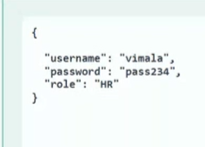 {
"username": "vimala",
"password": "pass234",
"role": "HR"
}